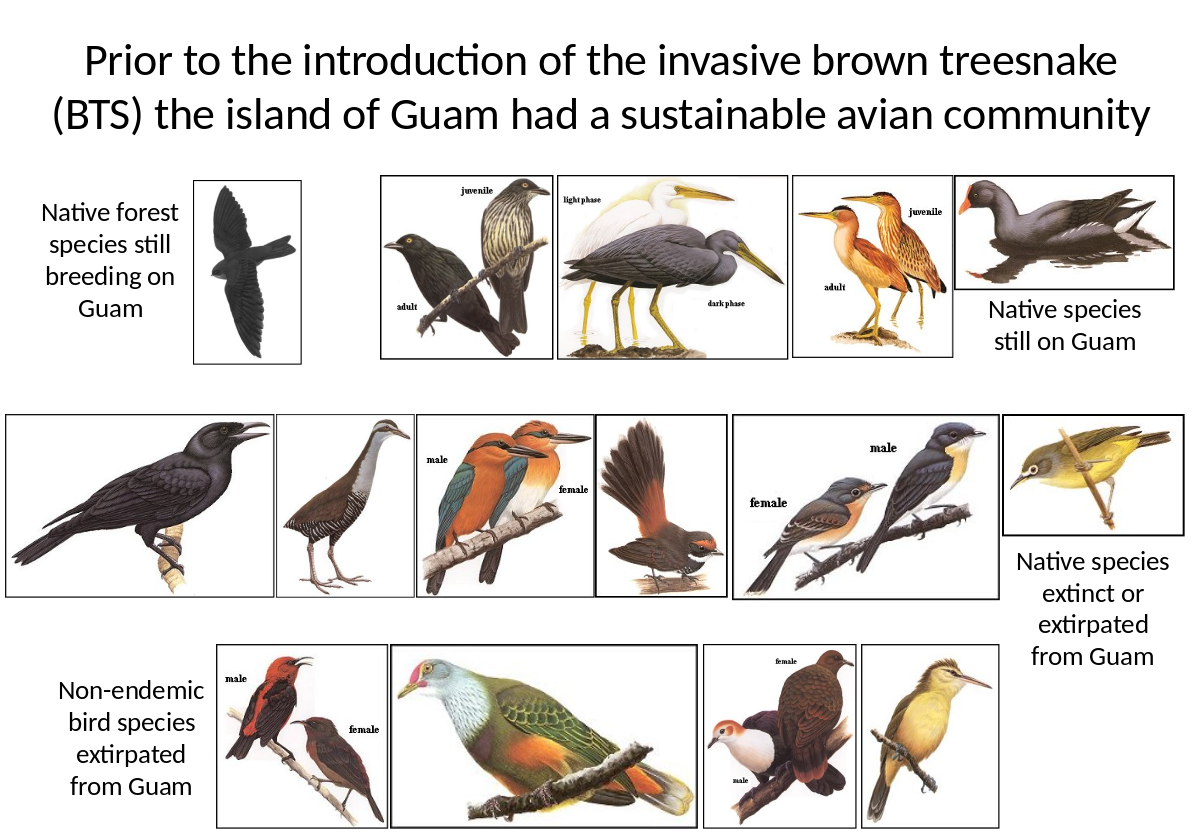 Prior to the introduction of the invasive brown treesnake
(BTS) the island of Guam had a sustainable avian community
Native forest
species still
breeding on
Guam
juvenile
adult
light phase
dark phase
juvenile
adult
Native species
still on Guam
male
female
male
female
Native species
extinct or
extirpated
from Guam
Non-endemic
bird species
extirpated
from Guam
male
female
female
male